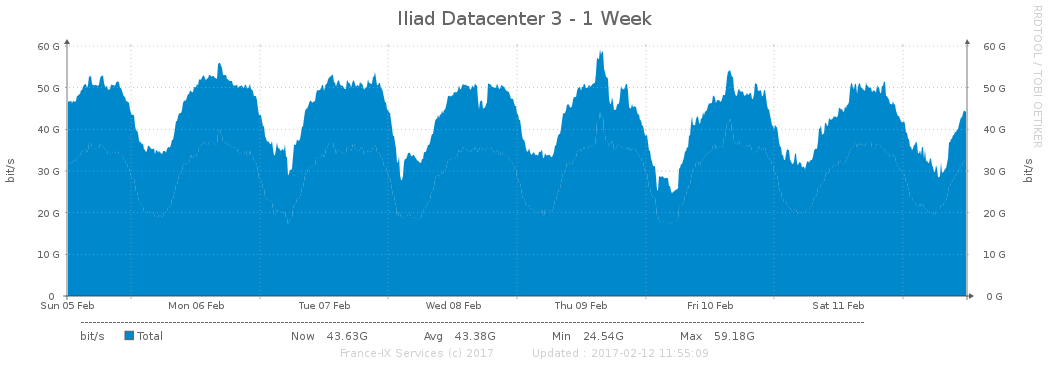 Iliad Datacenter 3 - 1 Week
RRDTOOL / TOBI OETIKER
bit/s
60 G
50 G
40 G
30 G
20 G
10 G
0
60 G
50 G
40 G
30 G
20 G
10 G
0 G
bit/s
Sun 05 Feb Mon 06 Feb Tue 07 Feb Wed 08 Feb Thu 09 Feb Fri 10 Feb Sat 11 Feb
bit/s Total Now 43.63G Avg 43.38G Min 24.54G Max 59.18G
France-IX Services (c) 2017 Updated : 2017-02-12 11:55:09